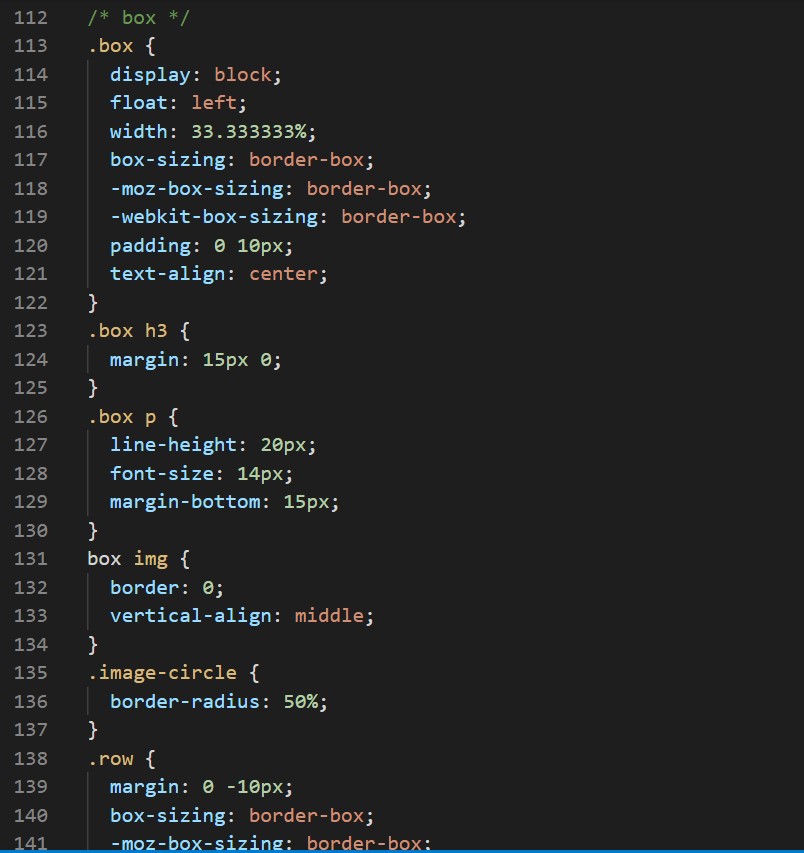 112 /* box */
113 .box {
114 display: block;
115 float: left;
116 width: 33.333333%;
117 box-sizing: border-box;
118 -moz-box-sizing: border-box;
119 -webkit-box-sizing: border-box;
120 padding: 0 10px;
121 text-align: center;
122 }
123 .box h3 {
124 margin: 15px 0;
125 }
126 .box p {
127 line-height: 20px;
128 font-size: 14px;
129 margin-bottom: 15px;
130 }
131 box img {
132 border: 0;
133 vertical-align: middle;
134 }
135 .image-circle {
136 border-radius: 50%;
137 }
138 .row {
139 margin: 0 -10px;
140 box-sizing: border-box;
141 -moz-box-sizing: border-box;